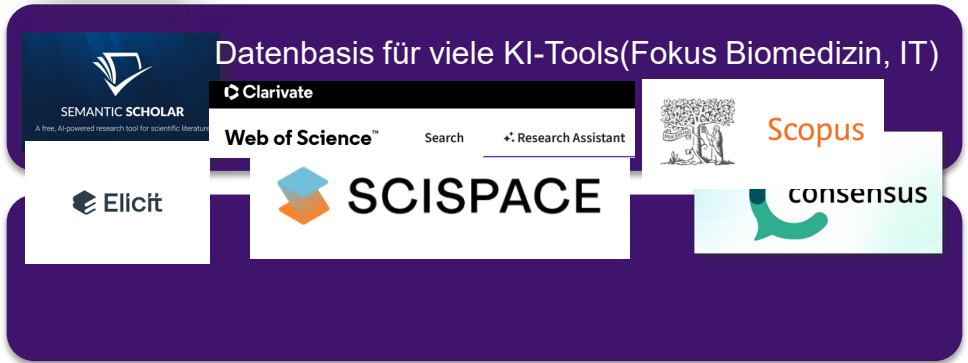 Datenbasis für viele KI-Tools(Fokus Biomedizin, IT)
SEMANTIC SCHOLAR
A free, AI-powered research tool for scientific literature
Clarivate
Web of Science™
Search
Research Assistant
Scopus
Elicit
SCISPACE
consensus